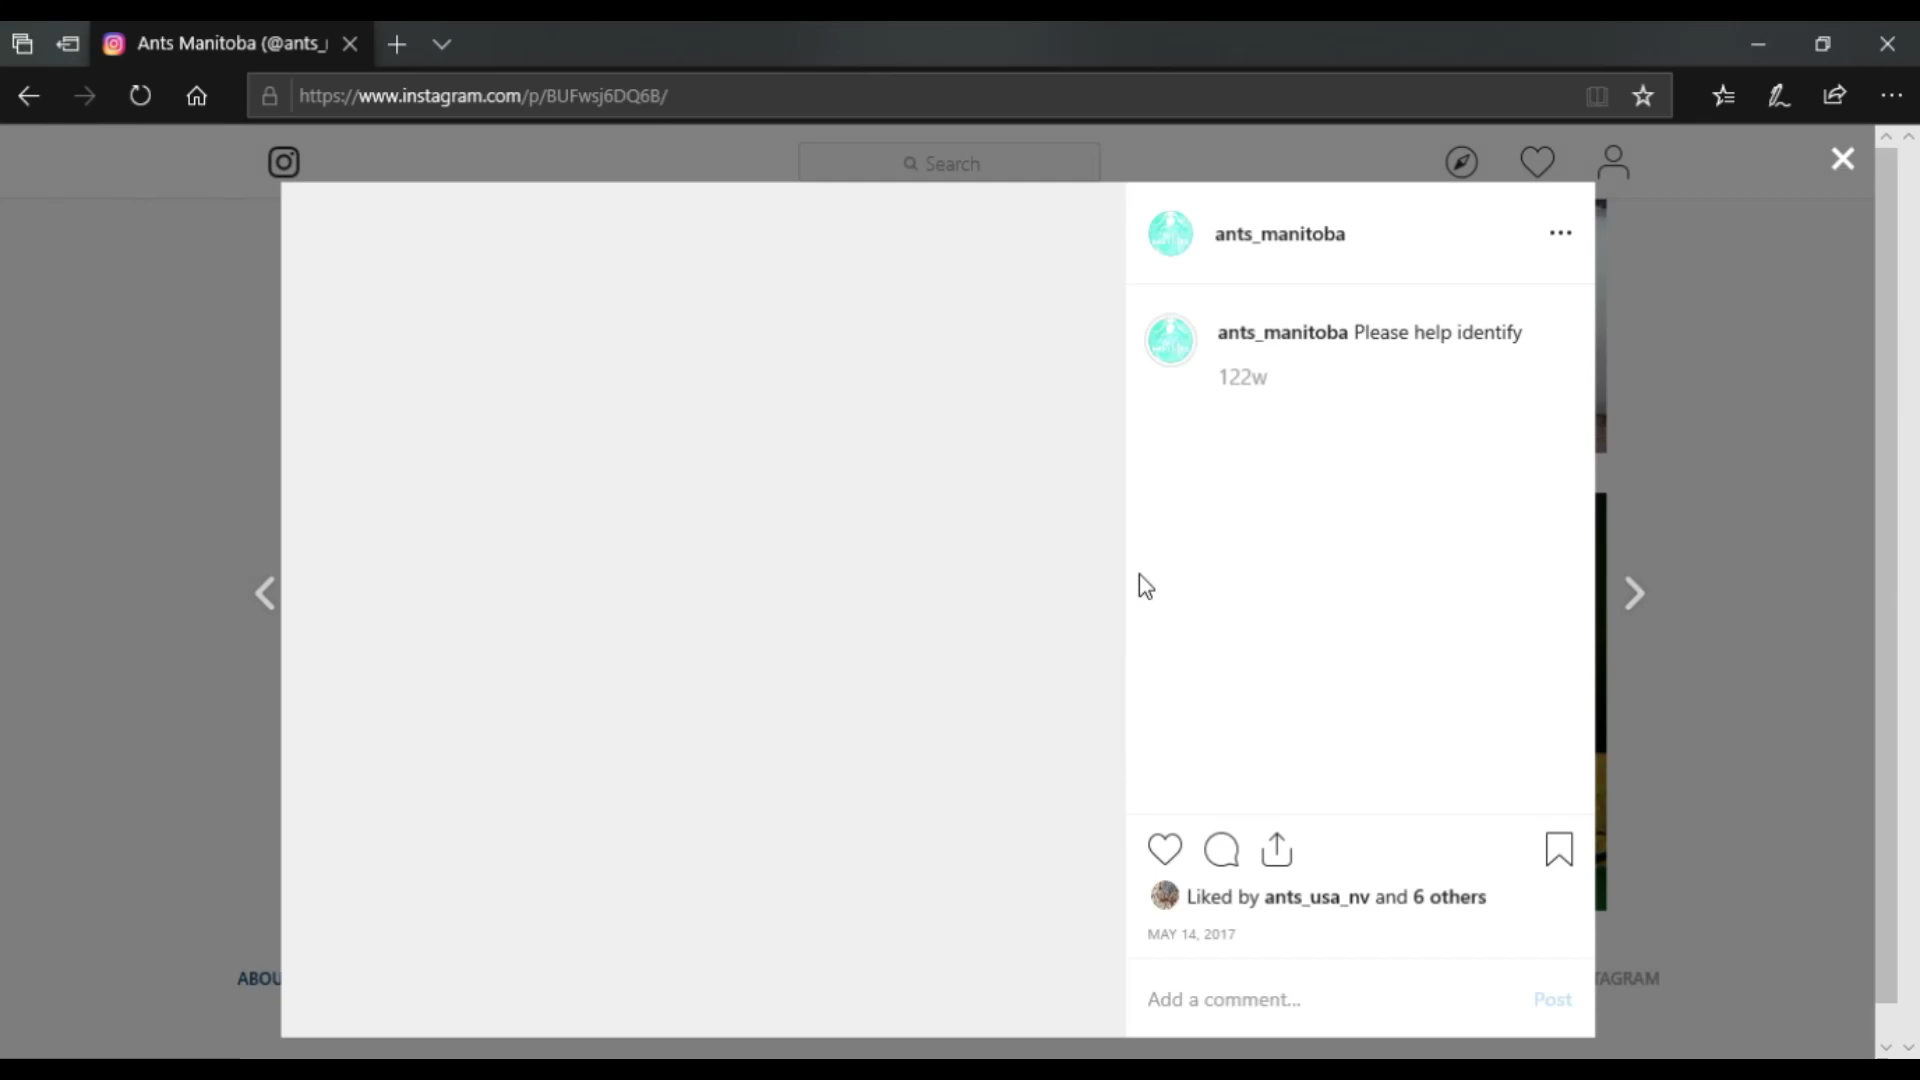 Ants Manitoba (@ants_
https://www.instagram.com/p/BUFwsj6DQ6B/
Search
ants_manitoba
ants_manitoba Please help identify
122w
Liked by ants_usa_nv and 6 others
MAY 14, 2017
ABOU
TAGRAM
Add a comment...
Post